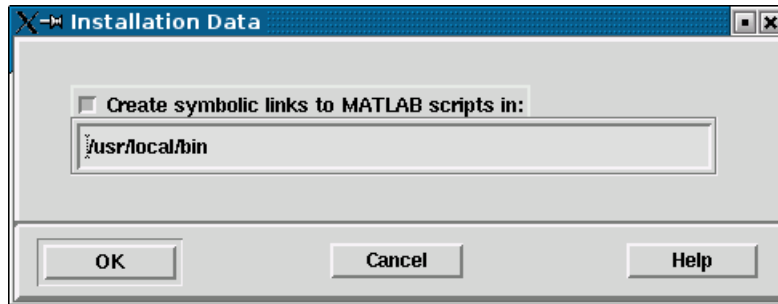 Installation Data
Create symbolic links to MATLAB scripts in:
/usr/local/bin
OK Cancel Help